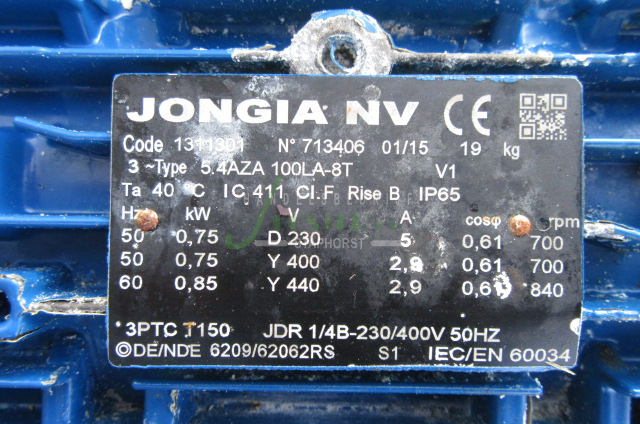 JONGIA NV CE
Code 1311301 N° 713406 01/15 19 kg
3 ~Type 5.4AZA 100LA-8T V1
Ta 40 °C IC 411 Cl.F Rise B IP65
Hz kW V A cosφ rpm
50 0,75 D 230 5 0,61 700
50 0,75 Y 400 2,9 0,61 700
60 0,85 Y 440 2,9 840
3PTC T150 JDR 1/4B-230/400V 50HZ
©DE/NDE 6209/62062RS S1 IEC/EN 60034
STAPHORST